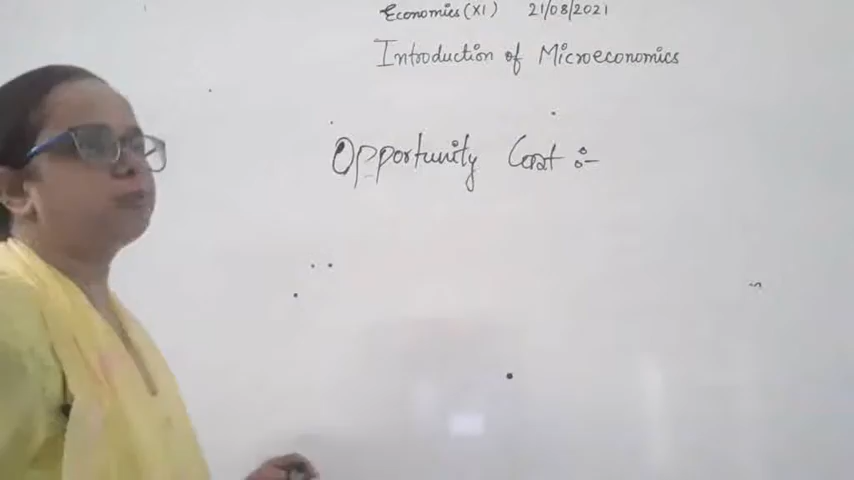 Economics(XI) 21/08/2021
Introduction of Microeconomics
Opportunity Cost :-